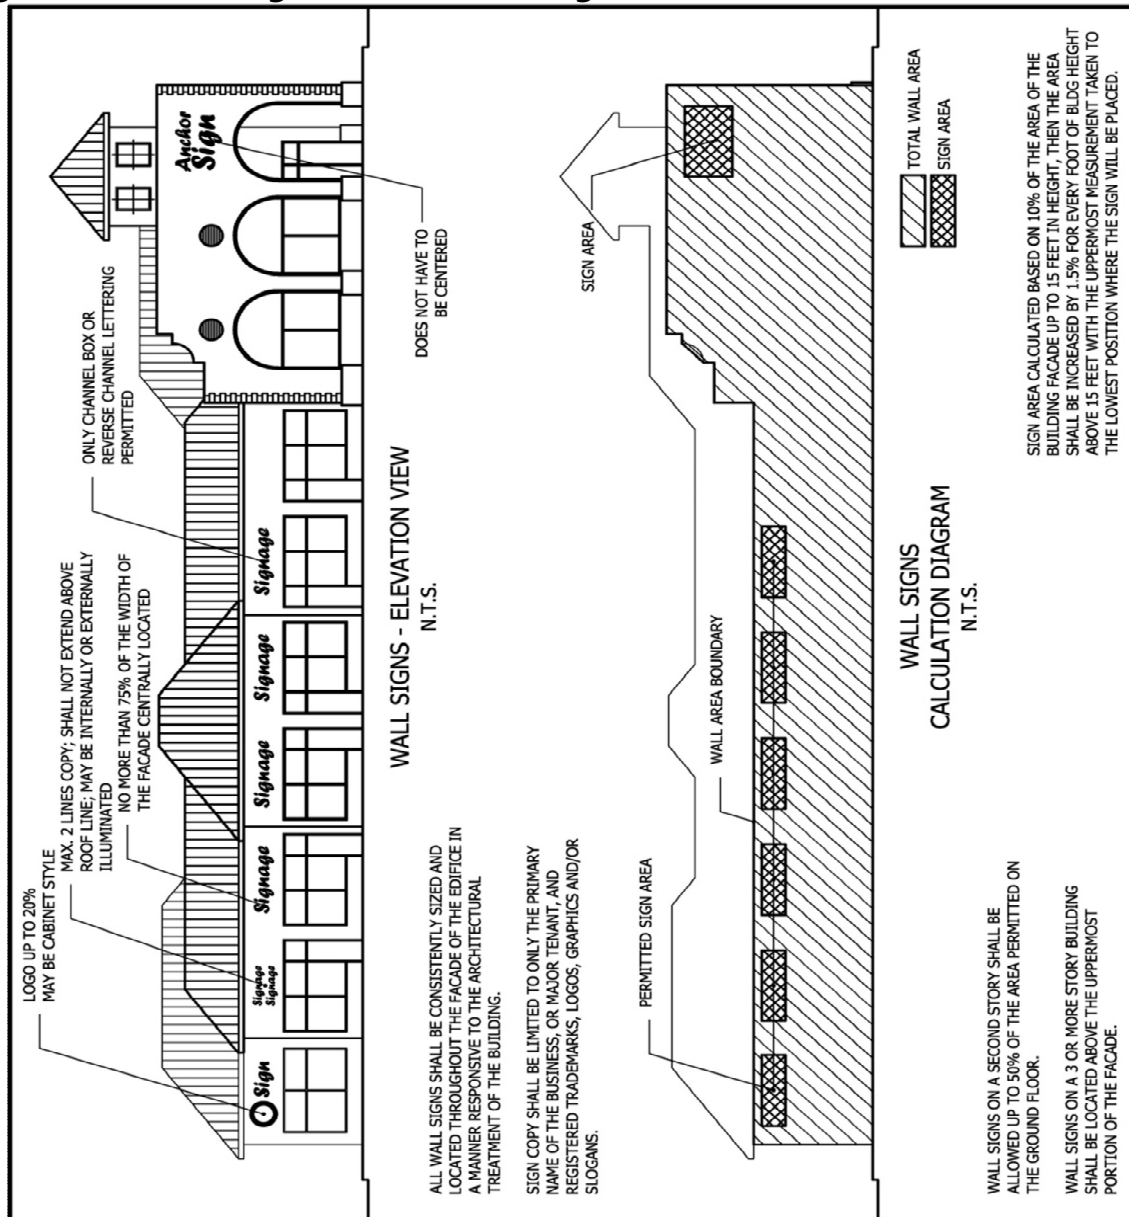 LOGO UP TO 20%
MAY BE CABINET STYLE
MAX. 2 LINES COPY; SHALL NOT EXTEND ABOVE
ROOF LINE; MAY BE INTERNALLY OR EXTERNALLY
ILLUMINATED
NO MORE THAN 75% OF THE WIDTH OF
THE FACADE CENTRALLY LOCATED
ONLY CHANNEL BOX OR
REVERSE CHANNEL LETTERING
PERMITTED
Sign
Signage
Signage
Signage
Signage
Signage
Signage
Anchor
Sign
DOES NOT HAVE TO
BE CENTERED
WALL SIGNS - ELEVATION VIEW
N.T.S.
ALL WALL SIGNS SHALL BE CONSISTENTLY SIZED AND
LOCATED THROUGHOUT THE FACADE OF THE EDIFICE IN
A MANNER RESPONSIVE TO THE ARCHITECTURAL
TREATMENT OF THE BUILDING.
SIGN COPY SHALL BE LIMITED TO ONLY THE PRIMARY
NAME OF THE BUSINESS, OR MAJOR TENANT, AND
REGISTERED TRADEMARKS, LOGOS, GRAPHICS AND/OR
SLOGANS.
SIGN AREA
PERMITTED SIGN AREA
WALL AREA BOUNDARY
WALL SIGNS
CALCULATION DIAGRAM
N.T.S.
TOTAL WALL AREA
SIGN AREA
WALL SIGNS ON A SECOND STORY SHALL BE
ALLOWED UP TO 50% OF THE AREA PERMITTED ON
THE GROUND FLOOR.
WALL SIGNS ON A 3 OR MORE STORY BUILDING
SHALL BE LOCATED ABOVE THE UPPERMOST
PORTION OF THE FACADE.
SIGN AREA CALCULATED BASED ON 10% OF THE AREA OF THE
BUILDING FACADE UP TO 15 FEET IN HEIGHT, THEN THE AREA
SHALL BE INCREASED BY 1.5% FOR EVERY FOOT OF BLDG HEIGHT
ABOVE 15 FEET WITH THE UPPERMOST MEASUREMENT TAKEN TO
THE LOWEST POSITION WHERE THE SIGN WILL BE PLACED.